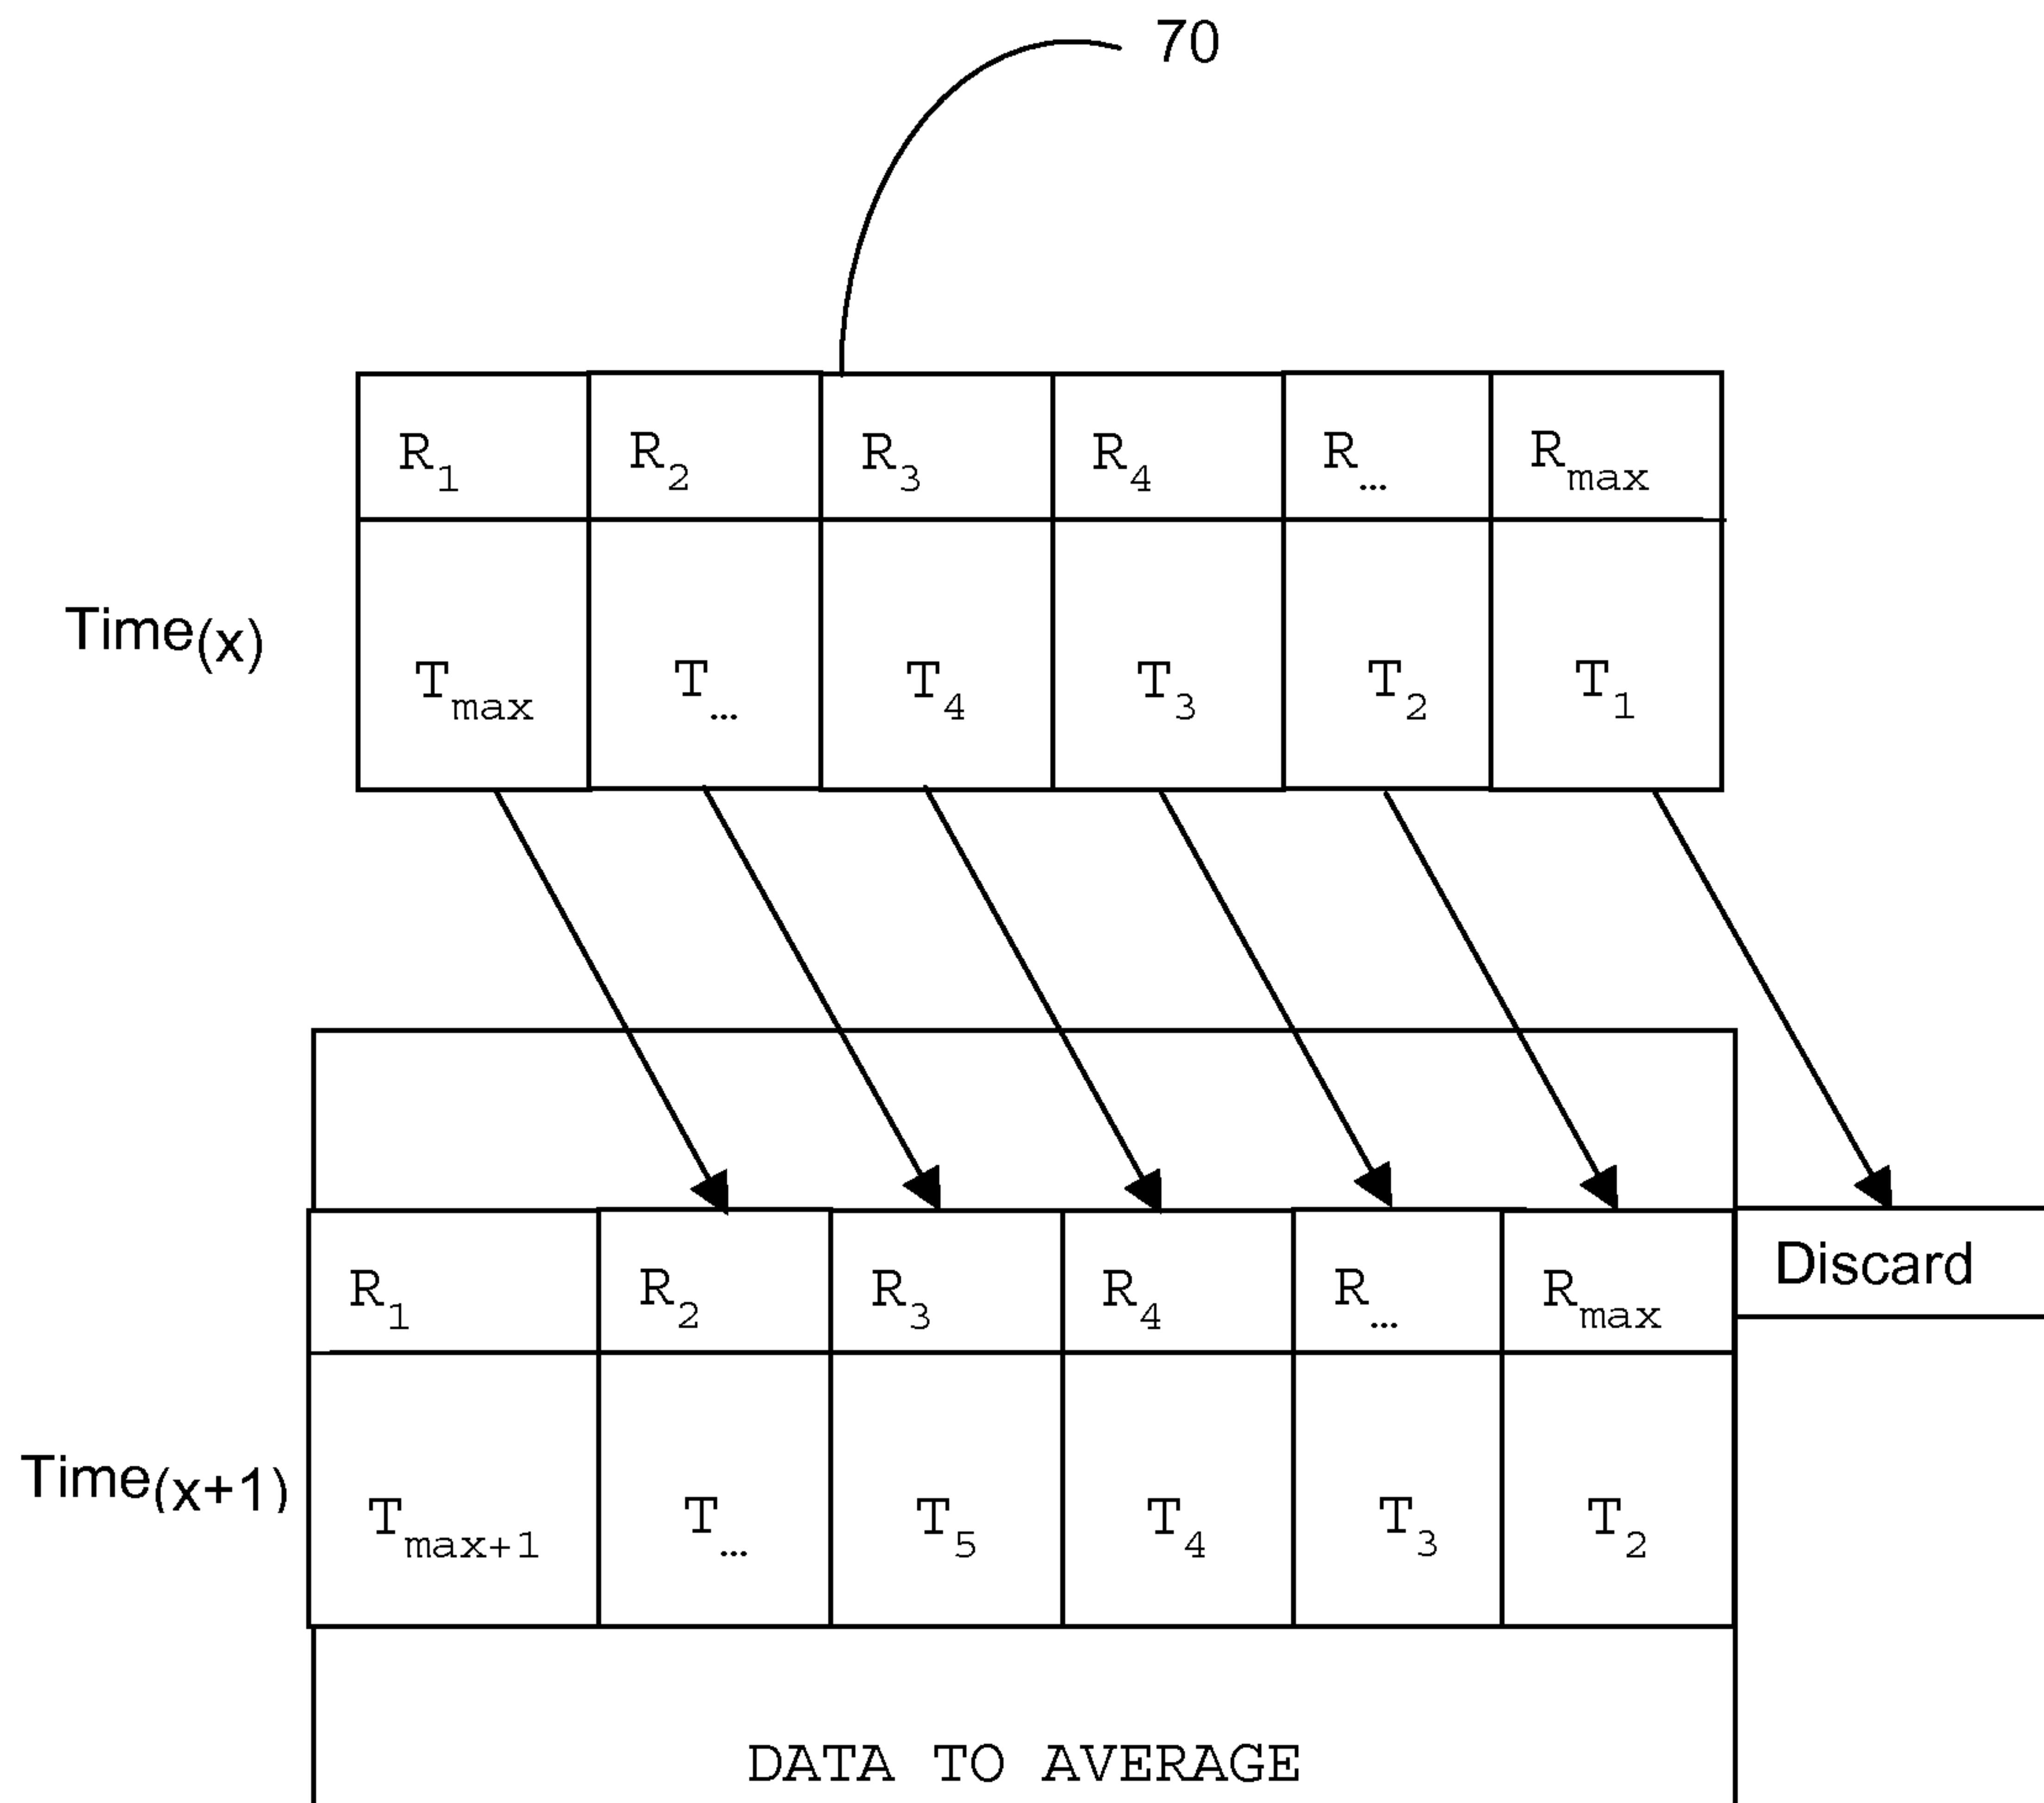 70
R1 R2 R3 R4 R… Rmax
Time(x)
Tmax T… T4 T3 T2 T1
R1 R2 R3 R4 R… Rmax Discard
Time(x+1)
Tmax+1 T… T5 T4 T3 T2
DATA TO AVERAGE